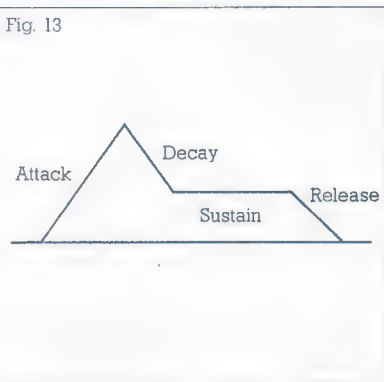 Fig. 13
Decay
Attack
Release
Sustain